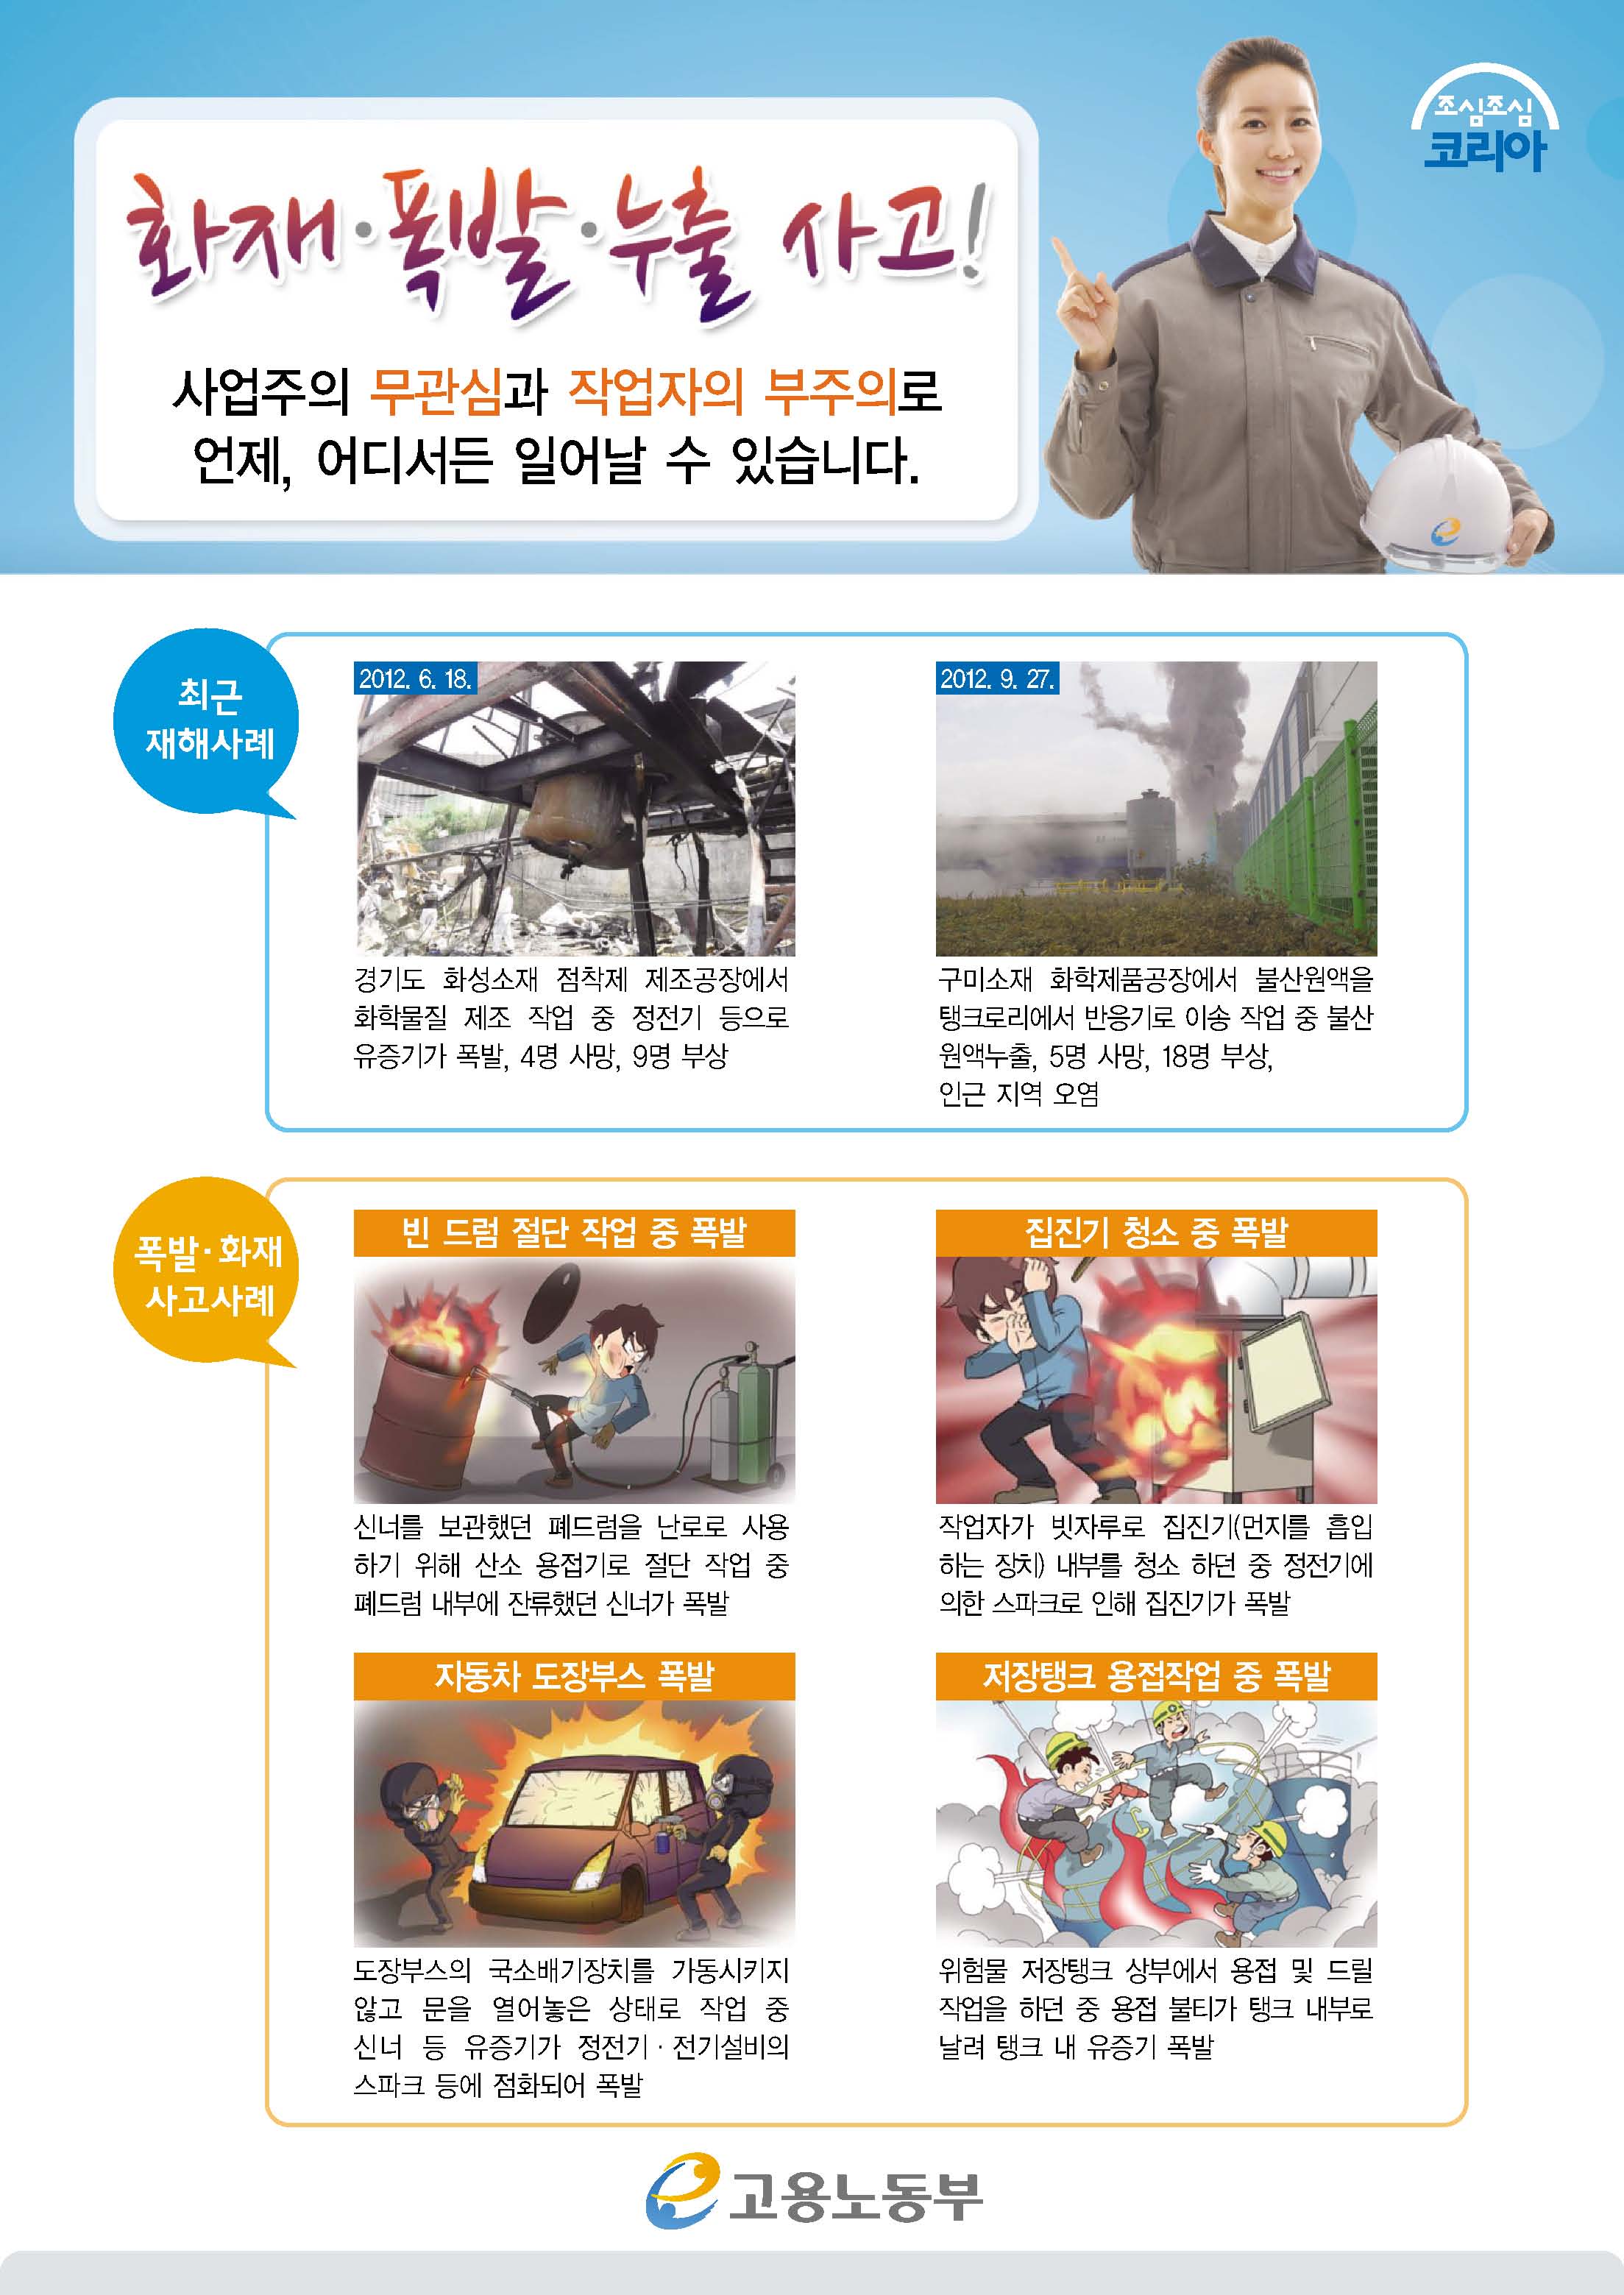 조심조심
코리아
화재·폭발·누출 사고!
사업주의 무관심과 작업자의 부주의로
언제, 어디서든 일어날 수 있습니다.
최근
재해사례
2012. 6. 18.
경기도 화성소재 점착제 제조공장에서
화학물질 제조 작업 중 정전기 등으로
유증기가 폭발, 4명 사망, 9명 부상
2012. 9. 27.
구미소재 화학제품공장에서 불산원액을
탱크로리에서 반응기로 이송 작업 중 불산
원액누출, 5명 사망, 18명 부상,
인근 지역 오염
폭발·화재
사고사례
빈 드럼 절단 작업 중 폭발
신너를 보관했던 폐드럼을 난로로 사용
하기 위해 산소 용접기로 절단 작업 중
폐드럼 내부에 잔류했던 신너가 폭발
집진기 청소 중 폭발
작업자가 빗자루로 집진기(먼지를 흡입
하는 장치) 내부를 청소 하던 중 정전기에
의한 스파크로 인해 집진기가 폭발
자동차 도장부스 폭발
도장부스의 국소배기장치를 가동시키지
않고 문을 열어놓은 상태로 작업 중
신너 등 유증기가 정전기·전기설비의
스파크 등에 점화되어 폭발
저장탱크 용접작업 중 폭발
위험물 저장탱크 상부에서 용접 및 드릴
작업을 하던 중 용접 불티가 탱크 내부로
날려 탱크 내 유증기 폭발
고용노동부